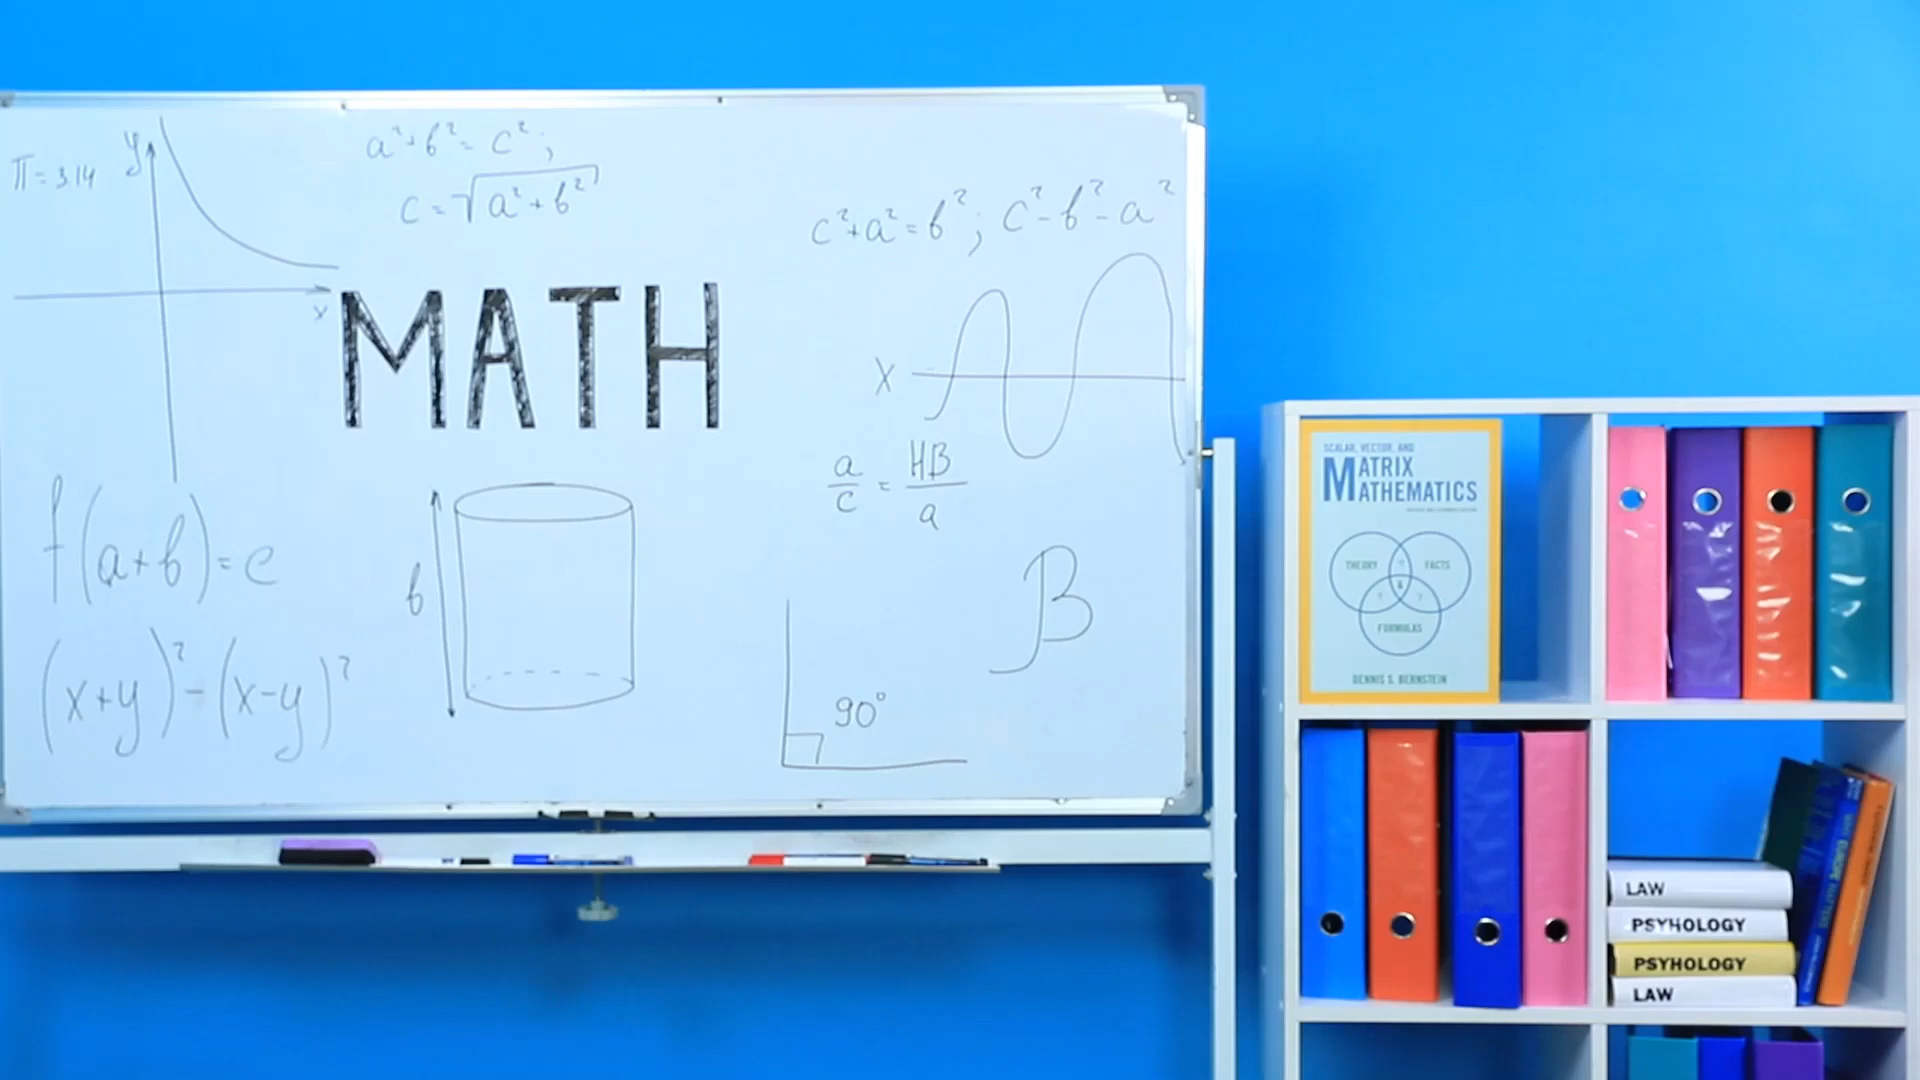 y
П = 3.14
x
a² + b² = c² ;
c = √a² + b²
MATH
c² + a² = b² ; c² - b² - a²
X
a/c = HB/a
f(a+b) = c
(x+y)² - (x-y)²
b
90°
β
SCALAR, VECTOR, AND
MATRIX
MATHEMATICS
THEORY
FACTS
FORMULAS
DENNIS S. BERNSTEIN
LAW
PSYHOLOGY
PSYHOLOGY
LAW